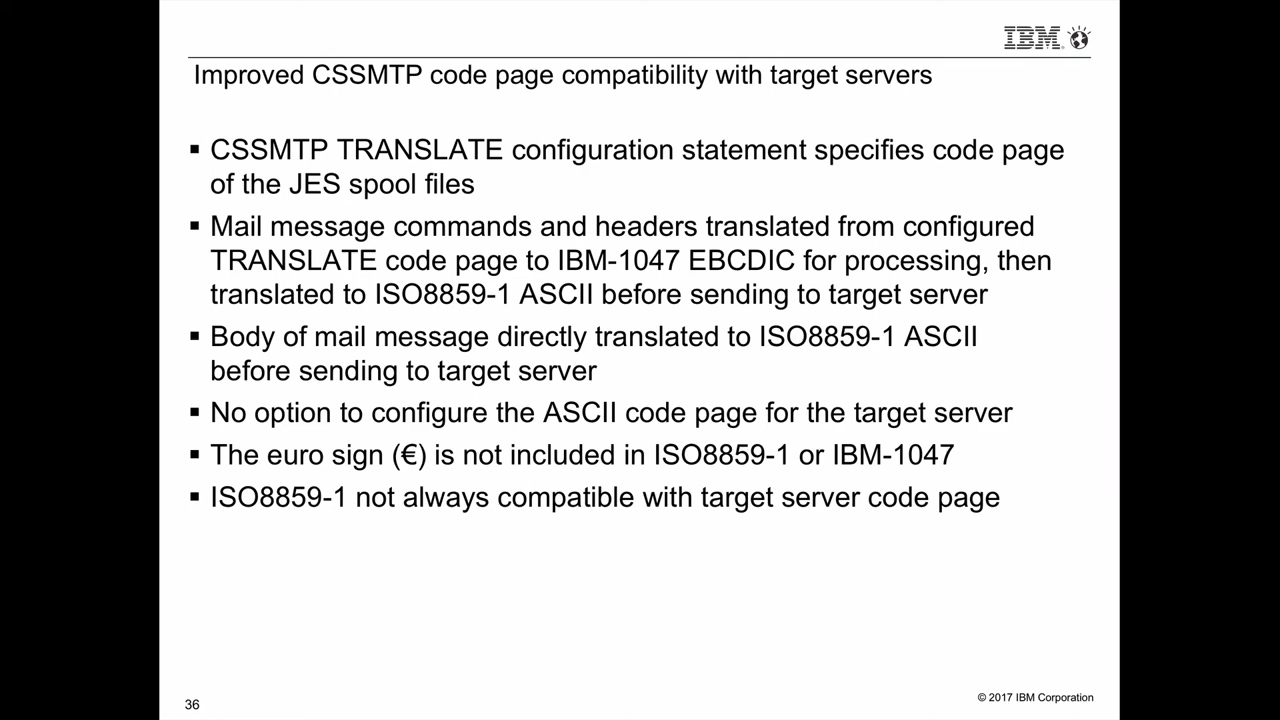 IBM
Improved CSSMTP code page compatibility with target servers
▪ CSSMTP TRANSLATE configuration statement specifies code page
of the JES spool files
▪ Mail message commands and headers translated from configured
TRANSLATE code page to IBM-1047 EBCDIC for processing, then
translated to ISO8859-1 ASCII before sending to target server
▪ Body of mail message directly translated to ISO8859-1 ASCII
before sending to target server
▪ No option to configure the ASCII code page for the target server
▪ The euro sign (€) is not included in ISO8859-1 or IBM-1047
▪ ISO8859-1 not always compatible with target server code page
36
© 2017 IBM Corporation